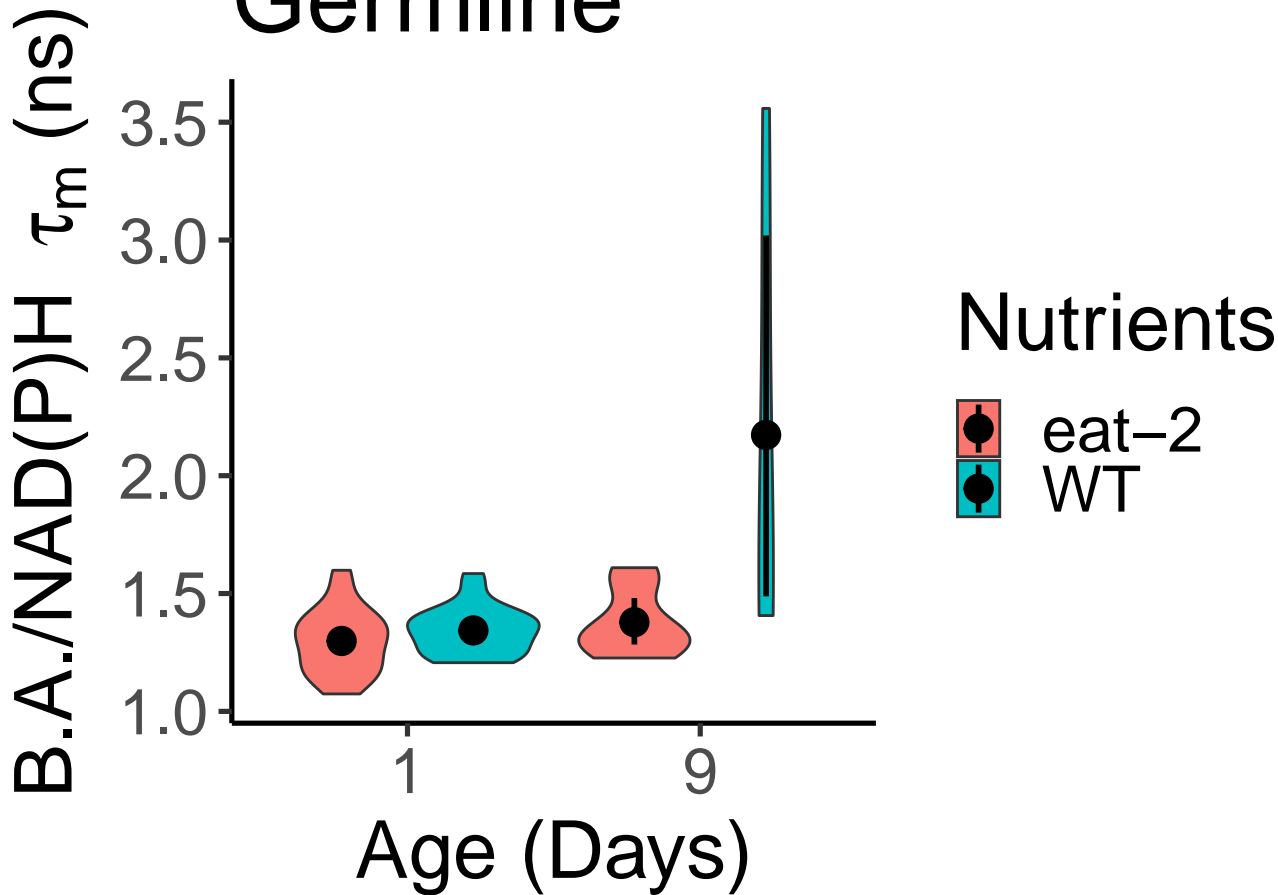 Germline
B.A./NAD(P)H τm (ns)
3.5
3.0
2.5
2.0
1.5
1.0
1 9
Age (Days)
Nutrients
eat−2
WT